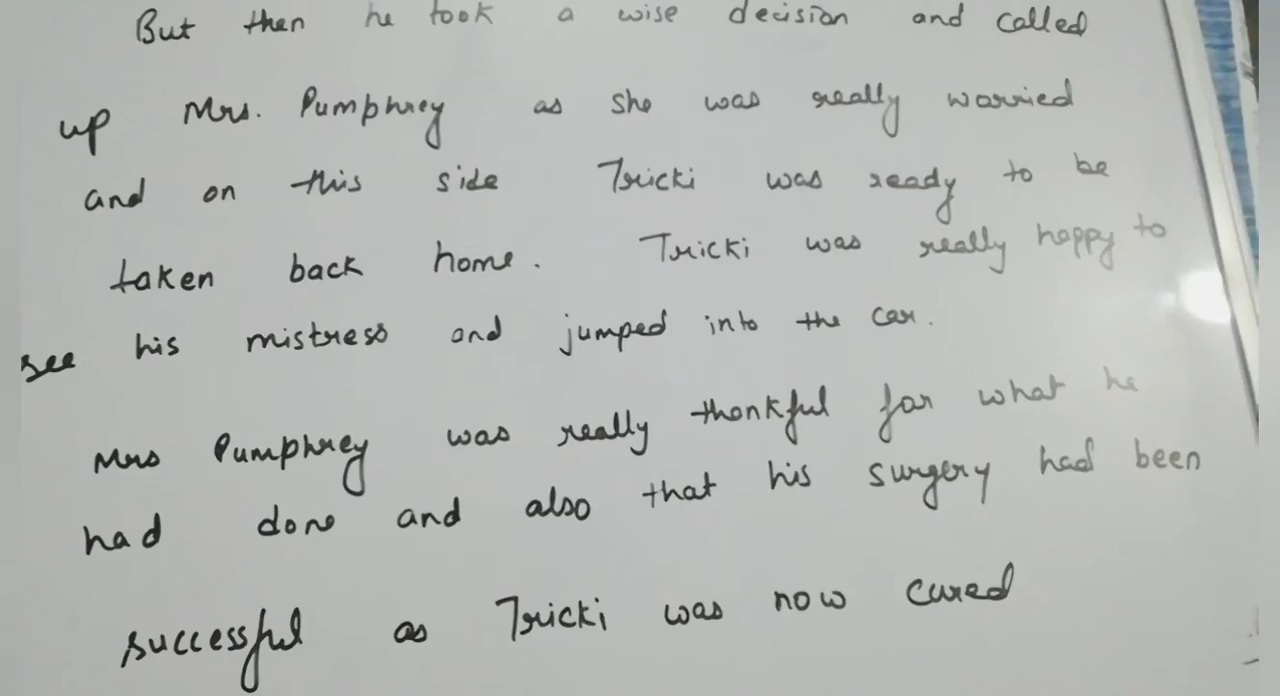 But then he took a wise decision and called
up Mrs. Pumphrey as she was really worried
and on this side Tricki was ready to be
taken back home. Tricki was really happy to
see his mistress and jumped into the car.
Mrs Pumphrey was really thankful for what he
had done and also that his surgery had been
successful as Tricki was now cured